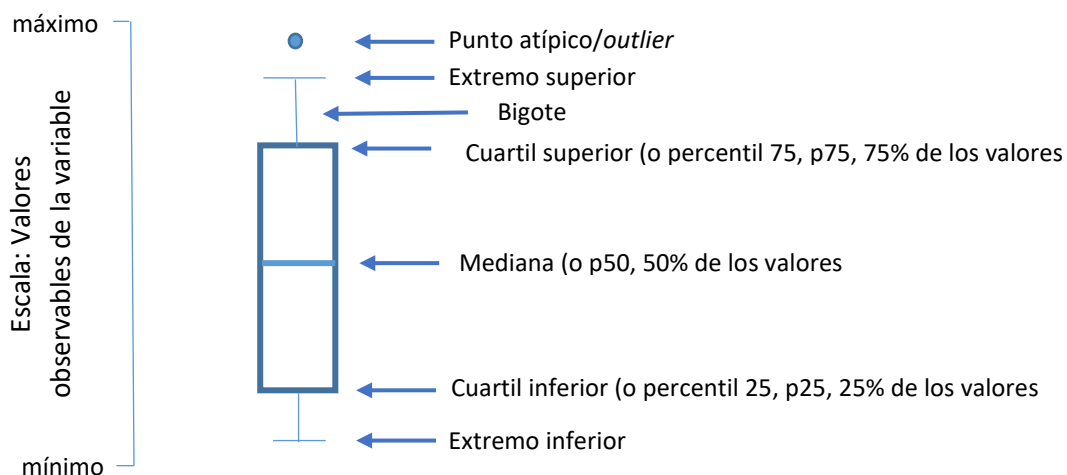 máximo
Punto atípico/outlier
Extremo superior
Bigote
Cuartil superior (o percentil 75, p75, 75% de los valores
Escala: Valores
observables de la variable
Mediana (o p50, 50% de los valores
Cuartil inferior (o percentil 25, p25, 25% de los valores
Extremo inferior
mínimo